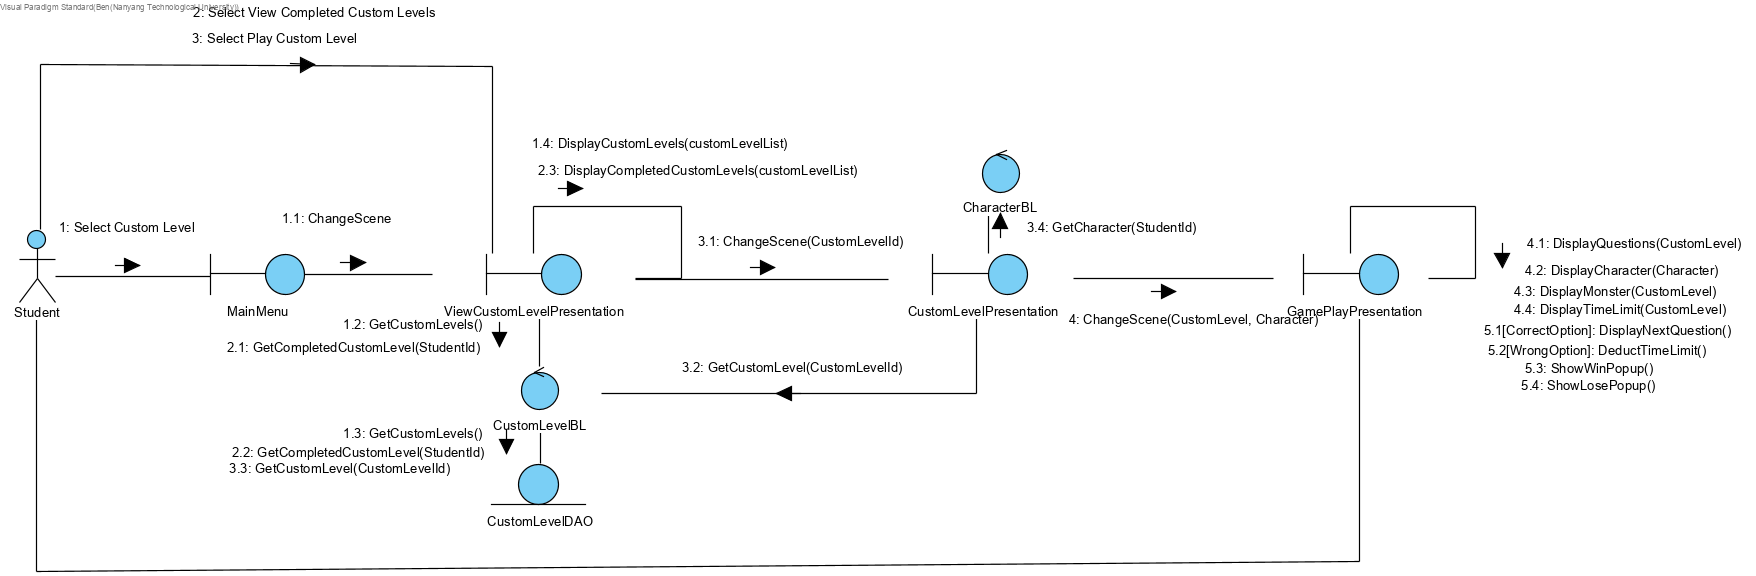 Visual Paradigm Standard(Ben(Nanyang Technological University))
2: Select View Completed Custom Levels
3: Select Play Custom Level
1.4: DisplayCustomLevels(customLevelList)
2.3: DisplayCompletedCustomLevels(customLevelList)
CharacterBL
1: Select Custom Level
1.1: ChangeScene
3.1: ChangeScene(CustomLevelId)
3.4: GetCharacter(StudentId)
4.1: DisplayQuestions(CustomLevel)
4.2: DisplayCharacter(Character)
4.3: DisplayMonster(CustomLevel)
4.4: DisplayTimeLimit(CustomLevel)
5.1[CorrectOption]: DisplayNextQuestion()
5.2[WrongOption]: DeductTimeLimit()
5.3: ShowWinPopup()
5.4: ShowLosePopup()
Student
MainMenu
ViewCustomLevelPresentation
CustomLevelPresentation
GamePlayPresentation
4: ChangeScene(CustomLevel, Character)
1.2: GetCustomLevels()
2.1: GetCompletedCustomLevel(StudentId)
3.2: GetCustomLevel(CustomLevelId)
CustomLevelBL
1.3: GetCustomLevels()
2.2: GetCompletedCustomLevel(StudentId)
3.3: GetCustomLevel(CustomLevelId)
CustomLevelDAO